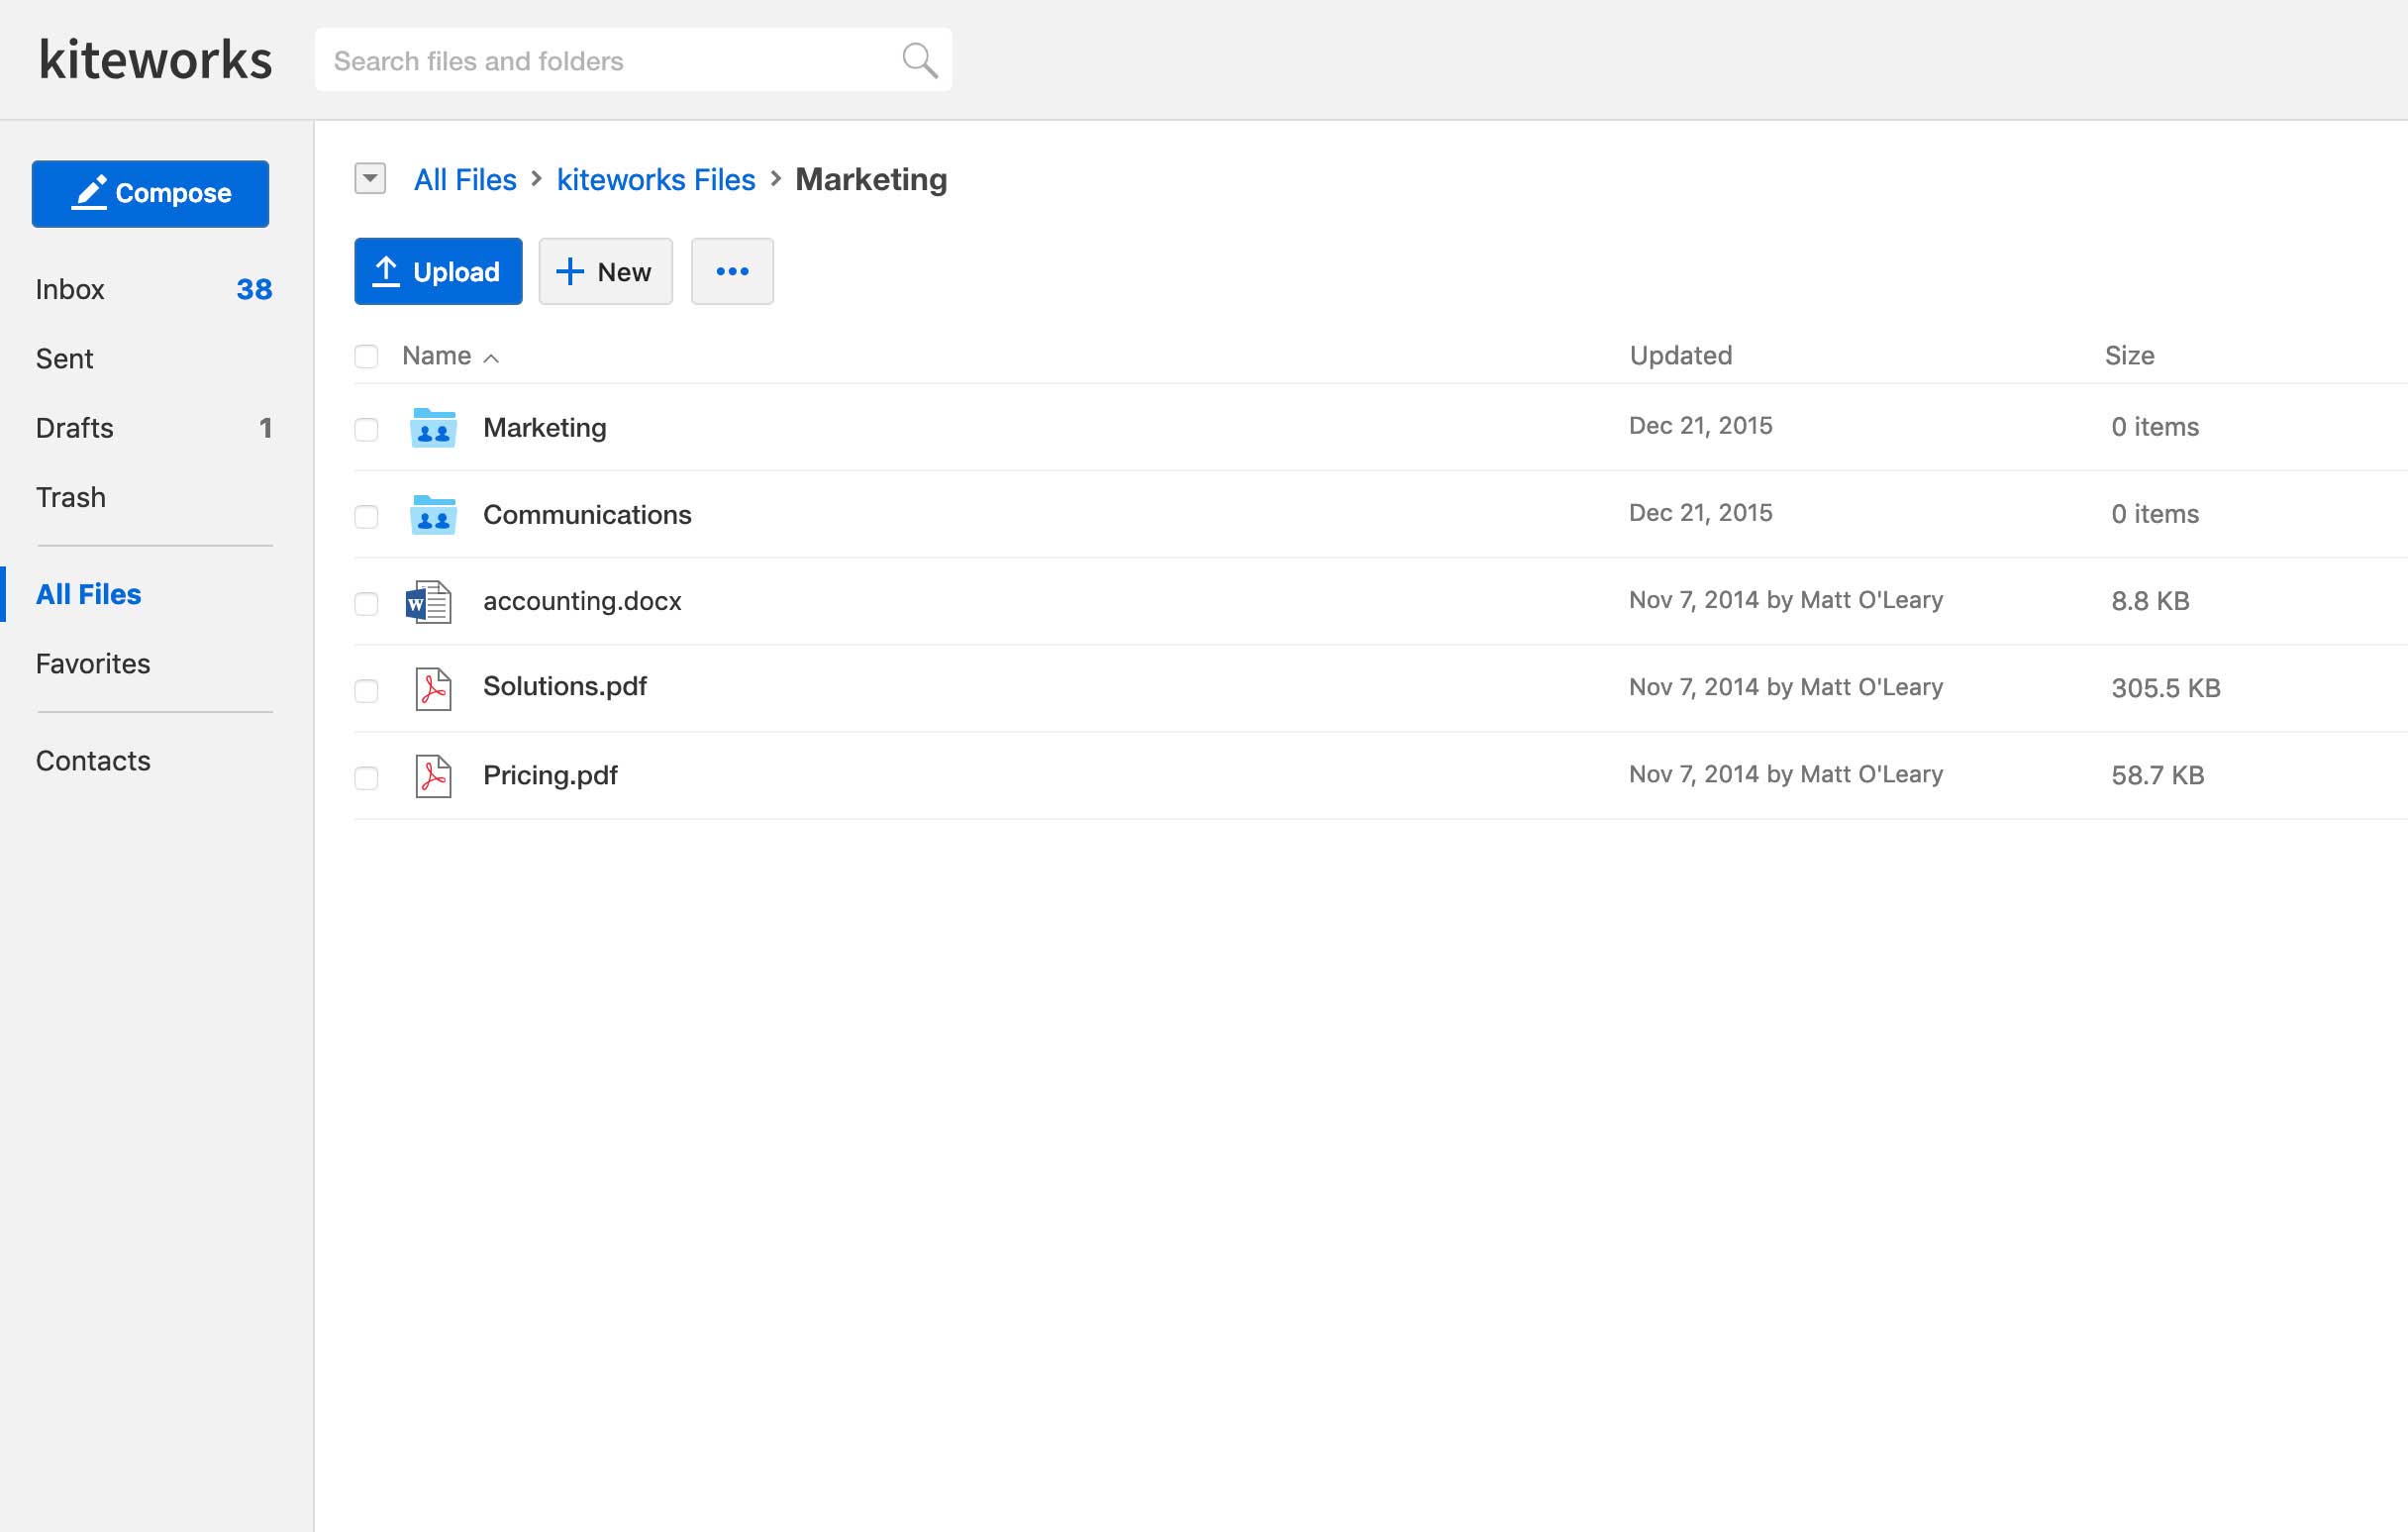 kiteworks
Search files and folders
Compose
Inbox 38
Sent
Drafts 1
Trash
All Files
Favorites
Contacts
All Files > kiteworks Files > Marketing
Upload
New
Name Updated Size
Marketing Dec 21, 2015 0 items
Communications Dec 21, 2015 0 items
W accounting.docx Nov 7, 2014 by Matt O'Leary 8.8 KB
Solutions.pdf Nov 7, 2014 by Matt O'Leary 305.5 KB
Pricing.pdf Nov 7, 2014 by Matt O'Leary 58.7 KB